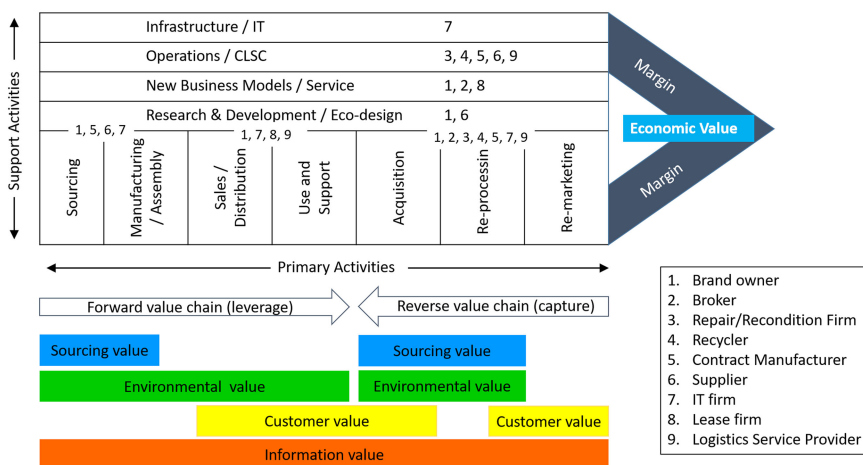 Infrastructure / IT 7
Operations / CLSC 3, 4, 5, 6, 9
New Business Models / Service 1, 2, 8
Research & Development / Eco-design 1, 6
Support Activities
Margin
Economic Value
Margin
1, 5, 6, 7
1, 7, 8, 9
1, 2, 3, 4, 5, 7, 9
Sourcing
Manufacturing
/ Assembly
Sales /
Distribution
Use and
Support
Acquisition
Re-processin
Re-marketing
Primary Activities
Forward value chain (leverage)
Reverse value chain (capture)
Sourcing value
Sourcing value
Environmental value
Environmental value
Customer value
Customer value
Information value
1. Brand owner
2. Broker
3. Repair/Recondition Firm
4. Recycler
5. Contract Manufacturer
6. Supplier
7. IT firm
8. Lease firm
9. Logistics Service Provider